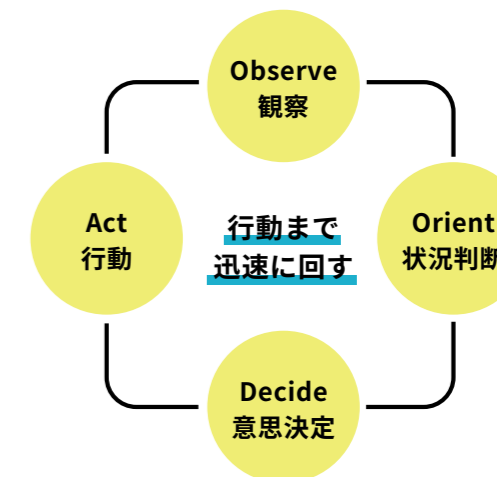 Observe
観察
Act
行動
行動まで
迅速に回す
Orient
状況判断
Decide
意思決定